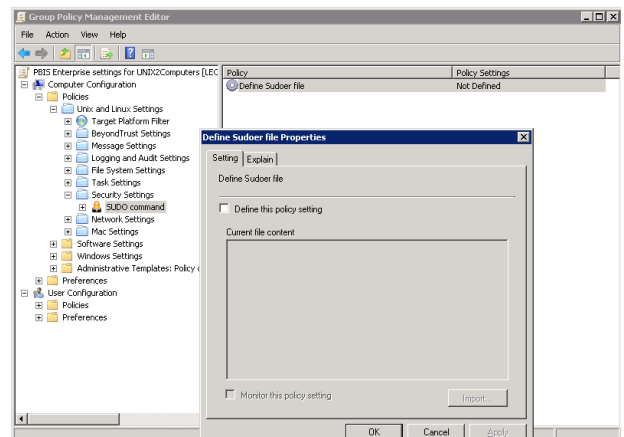 Group Policy Management Editor
File Action View Help
PBIS Enterprise settings for UNIX2Computers [LEC
Computer Configuration
Policies
Unix and Linux Settings
Target Platform Filter
BeyondTrust Settings
Message Settings
Logging and Audit Settings
File System Settings
Task Settings
Security Settings
SUDO command
Network Settings
Mac Settings
Software Settings
Windows Settings
Administrative Templates: Policy
Preferences
User Configuration
Policies
Preferences
Policy Policy Settings
Define Sudoer file Not Defined
Define Sudoer file Properties
Setting Explain
Define Sudoer file
Define this policy setting
Current file content
Monitor this policy setting
Import...
OK Cancel Apply